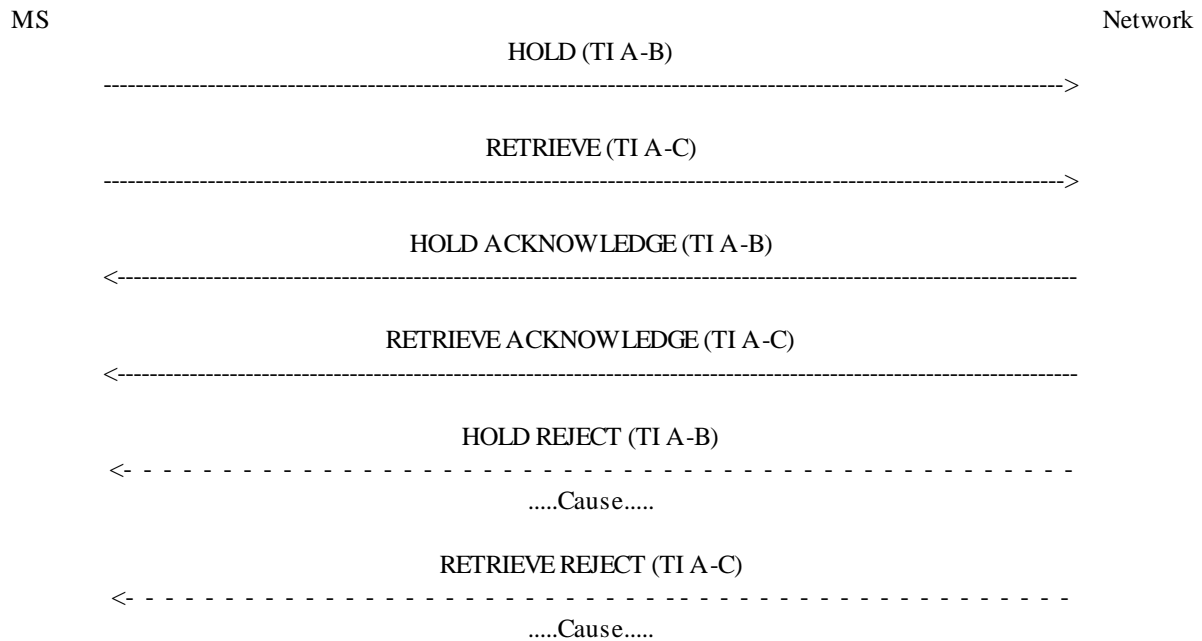 MS Network
HOLD (TI A-B)
------------------------------------------------------------------------------------------------------------------------>
RETRIEVE (TI A-C)
------------------------------------------------------------------------------------------------------------------------>
HOLD ACKNOWLEDGE (TI A-B)
<------------------------------------------------------------------------------------------------------------------------
RETRIEVE ACKNOWLEDGE (TI A-C)
<------------------------------------------------------------------------------------------------------------------------
HOLD REJECT (TI A-B)
<- - - - - - - - - - - - - - - - - - - - - - - - - - - - - - - - - - - - - - - - - - - - - - - - -
.....Cause.....
RETRIEVE REJECT (TI A-C)
<- - - - - - - - - - - - - - - - - - - - - - - - - - - - -- - - - - - - - - - - - - - - - - - - - -
.....Cause.....